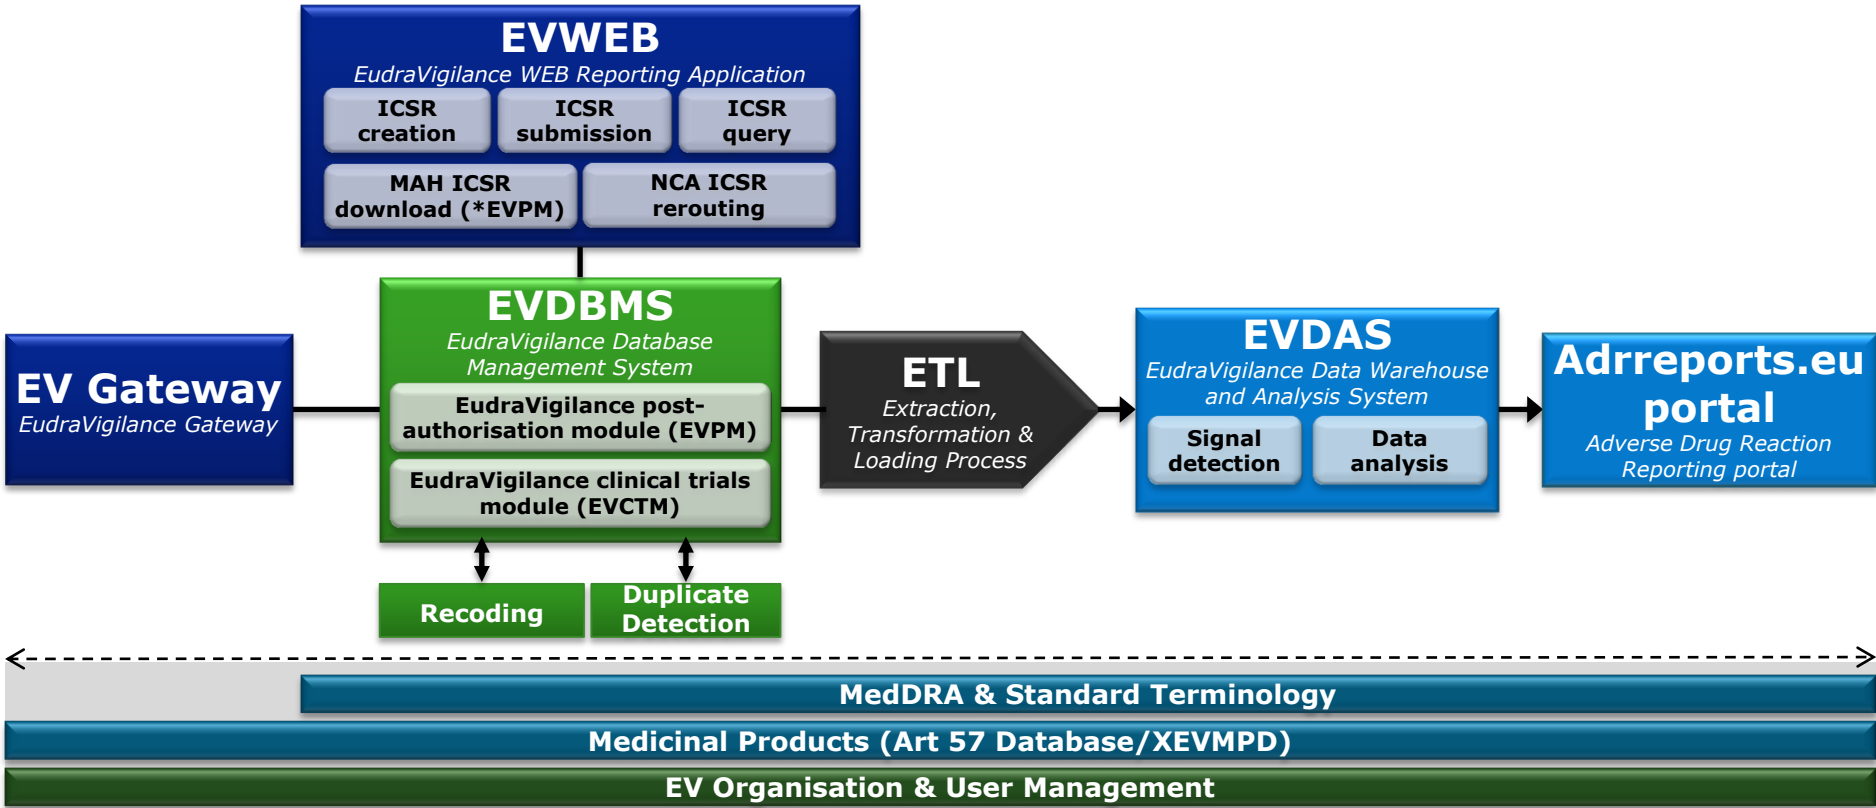 EVWEB
EudraVigilance WEB Reporting Application
ICSR
creation
ICSR
submission
ICSR
query
MAH ICSR
download (*EVPM)
NCA ICSR
rerouting
EV Gateway
EudraVigilance Gateway
EVDBMS
EudraVigilance Database
Management System
EudraVigilance post-
authorisation module (EVPM)
EudraVigilance clinical trials
module (EVCTM)
Recoding
Duplicate
Detection
ETL
Extraction,
Transformation &
Loading Process
EVDAS
EudraVigilance Data Warehouse
and Analysis System
Signal
detection
Data
analysis
Adrreports.eu
portal
Adverse Drug Reaction
Reporting portal
MedDRA & Standard Terminology
Medicinal Products (Art 57 Database/XEVMPD)
EV Organisation & User Management